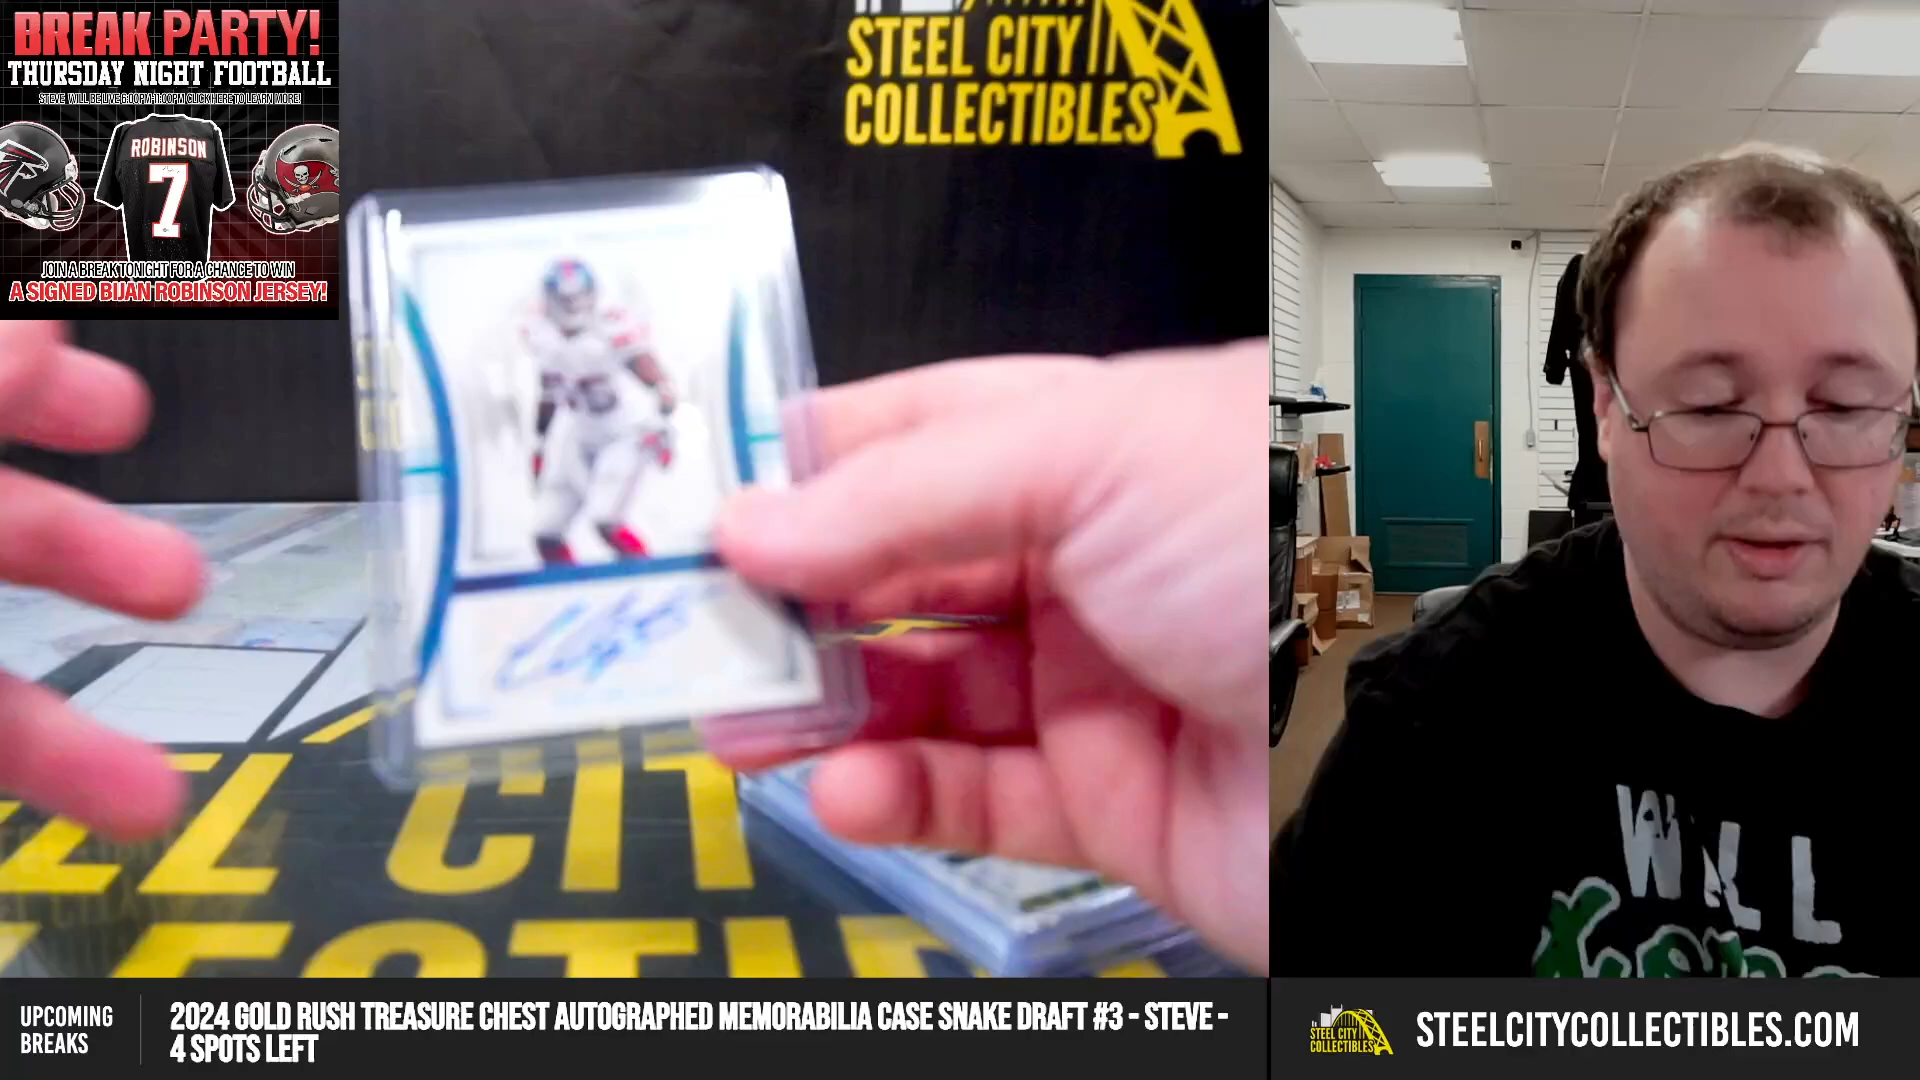 BREAK PARTY!
THURSDAY NIGHT FOOTBALL
STEVE WILL BE LIVE 6:00PM-11:00PM CLICK HERE TO LEARN MORE!
ROBINSON
7
JOIN A BREAK TONIGHT FOR A CHANCE TO WIN
A SIGNED BIJAN ROBINSON JERSEY!
STEEL CITY
COLLECTIBLES
WILL
UPCOMING
BREAKS
2024 GOLD RUSH TREASURE CHEST AUTOGRAPHED MEMORABILIA CASE SNAKE DRAFT #3 - STEVE -
4 SPOTS LEFT
STEEL CITY
COLLECTIBLES
STEELCITYCOLLECTIBLES.COM